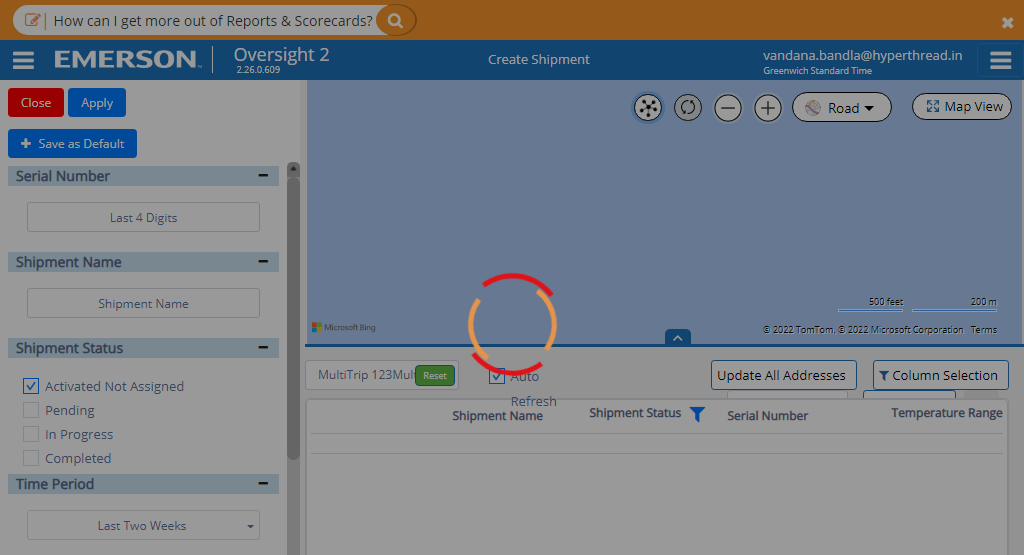 How can I get more out of Reports & Scorecards?
EMERSON
Oversight 2
2.26.0.609
Create Shipment
vandana.bandla@hyperthread.in
Greenwich Standard Time
Close
Apply
Save as Default
Road
Map View
Serial Number
Last 4 Digits
Shipment Name
Shipment Name
Shipment Status
Activated Not Assigned
Pending
In Progress
Completed
Time Period
Last Two Weeks
500 feet
200 m
Microsoft Bing
© 2022 TomTom, © 2022 Microsoft Corporation Terms
MultiTrip 123Mul
Reset
Auto
Refresh
Update All Addresses
Column Selection
Shipment Name
Shipment Status
Serial Number
Temperature Range